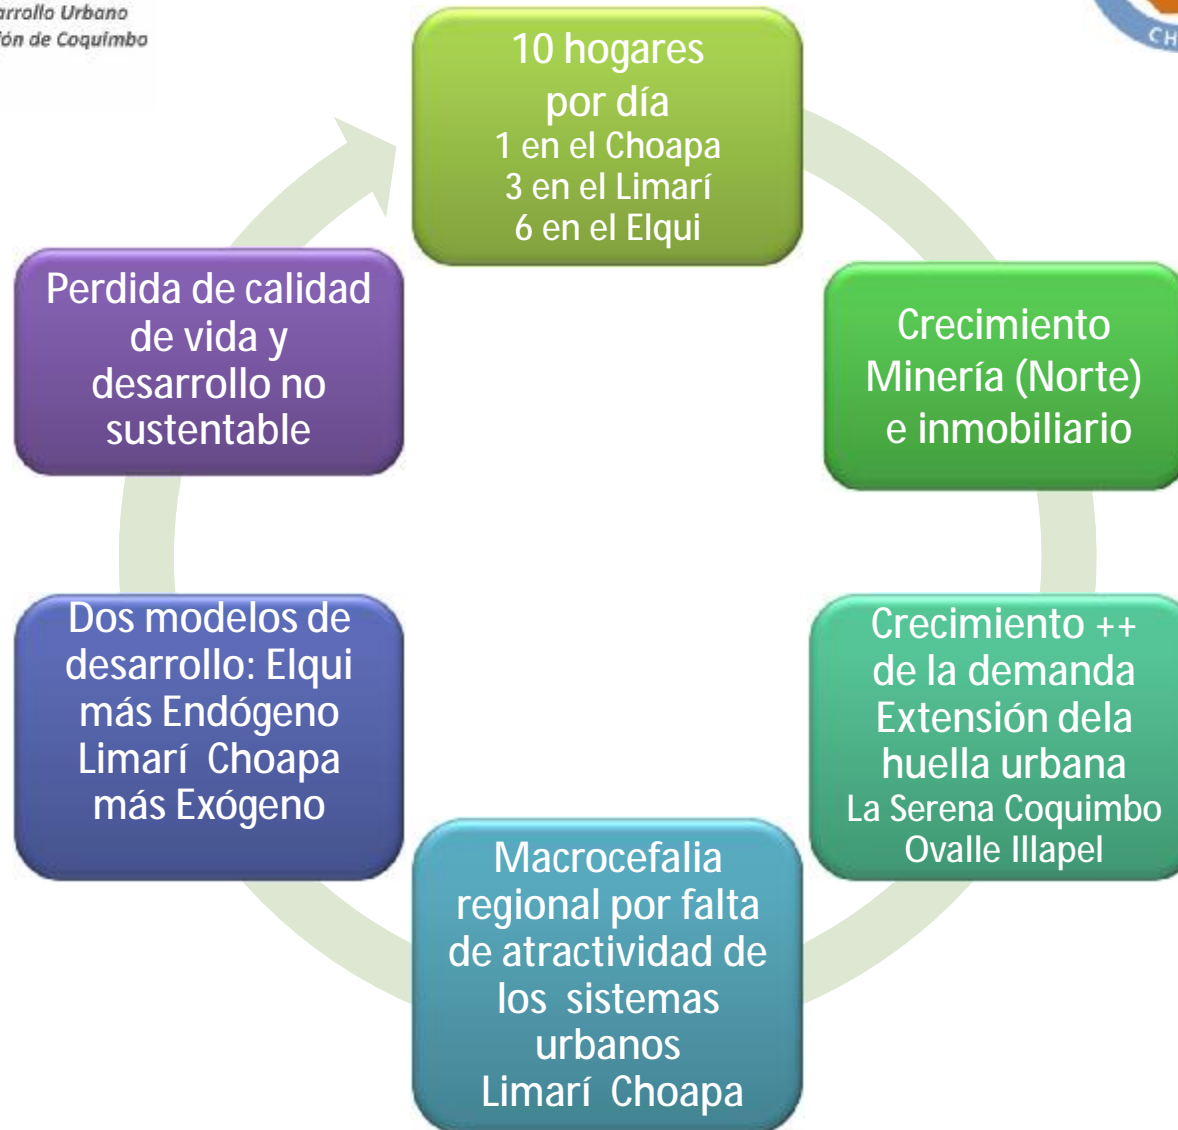 Urbano
de Coquimbo
CH
10 hogares
por día
1 en el Choapa
3 en el Limarí
6 en el Elqui
Crecimiento
Minería (Norte)
e inmobiliario
Crecimiento ++
de la demanda
Extensión dela
huella urbana
La Serena Coquimbo
Ovalle Illapel
Macrocefalia
regional por falta
de atractividad de
los sistemas
urbanos
Limarí Choapa
Dos modelos de
desarrollo: Elqui
más Endógeno
Limarí Choapa
más Exógeno
Perdida de calidad
de vida y
desarrollo no
sustentable